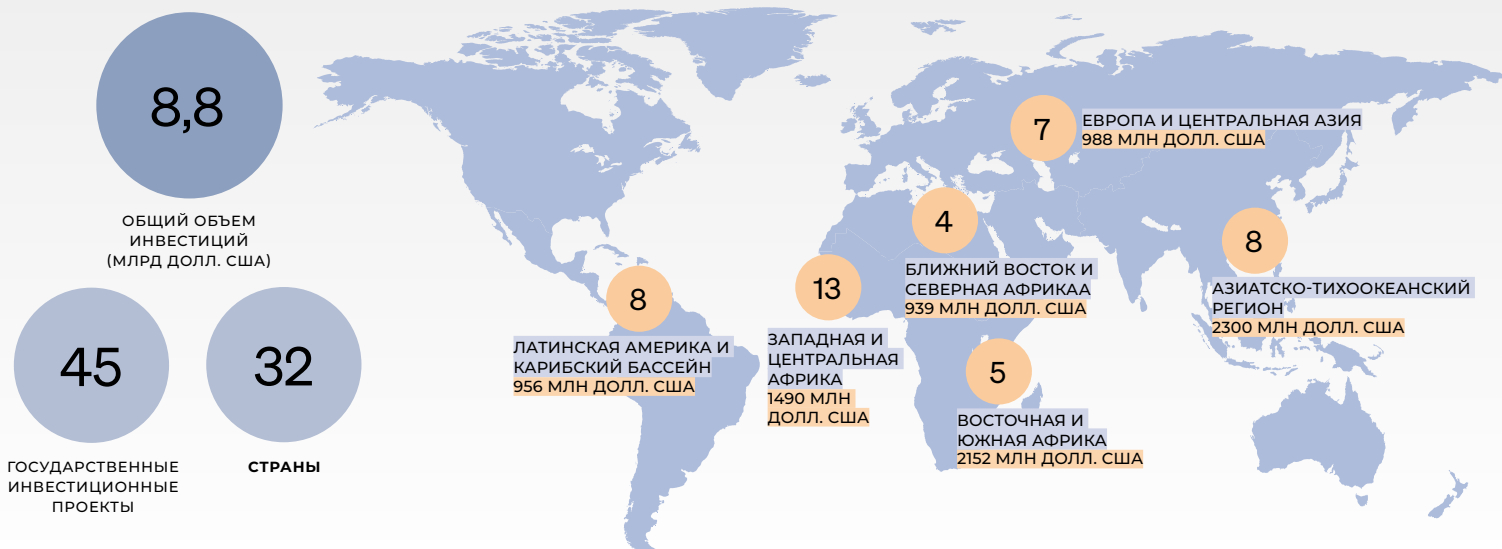 8,8
ОБЩИЙ ОБЪЕМ
ИНВЕСТИЦИЙ
(МЛРД ДОЛЛ. США)
45
ГОСУДАРСТВЕННЫЕ
ИНВЕСТИЦИОННЫЕ
ПРОЕКТЫ
32
СТРАНЫ
7
ЕВРОПА И ЦЕНТРАЛЬНАЯ АЗИЯ
988 МЛН ДОЛЛ. США
4
БЛИЖНИЙ ВОСТОК И
СЕВЕРНАЯ АФРИКАА
939 МЛН ДОЛЛ. США
8
АЗИАТСКО-ТИХООКЕАНСКИЙ
РЕГИОН
2300 МЛН ДОЛЛ. США
8
ЛАТИНСКАЯ АМЕРИКА И
КАРИБСКИЙ БАССЕЙН
956 МЛН ДОЛЛ. США
13
ЗАПАДНАЯ И
ЦЕНТРАЛЬНАЯ
АФРИКА
1490 МЛН
ДОЛЛ. США
5
ВОСТОЧНАЯ И
ЮЖНАЯ АФРИКА
2152 МЛН ДОЛЛ. США